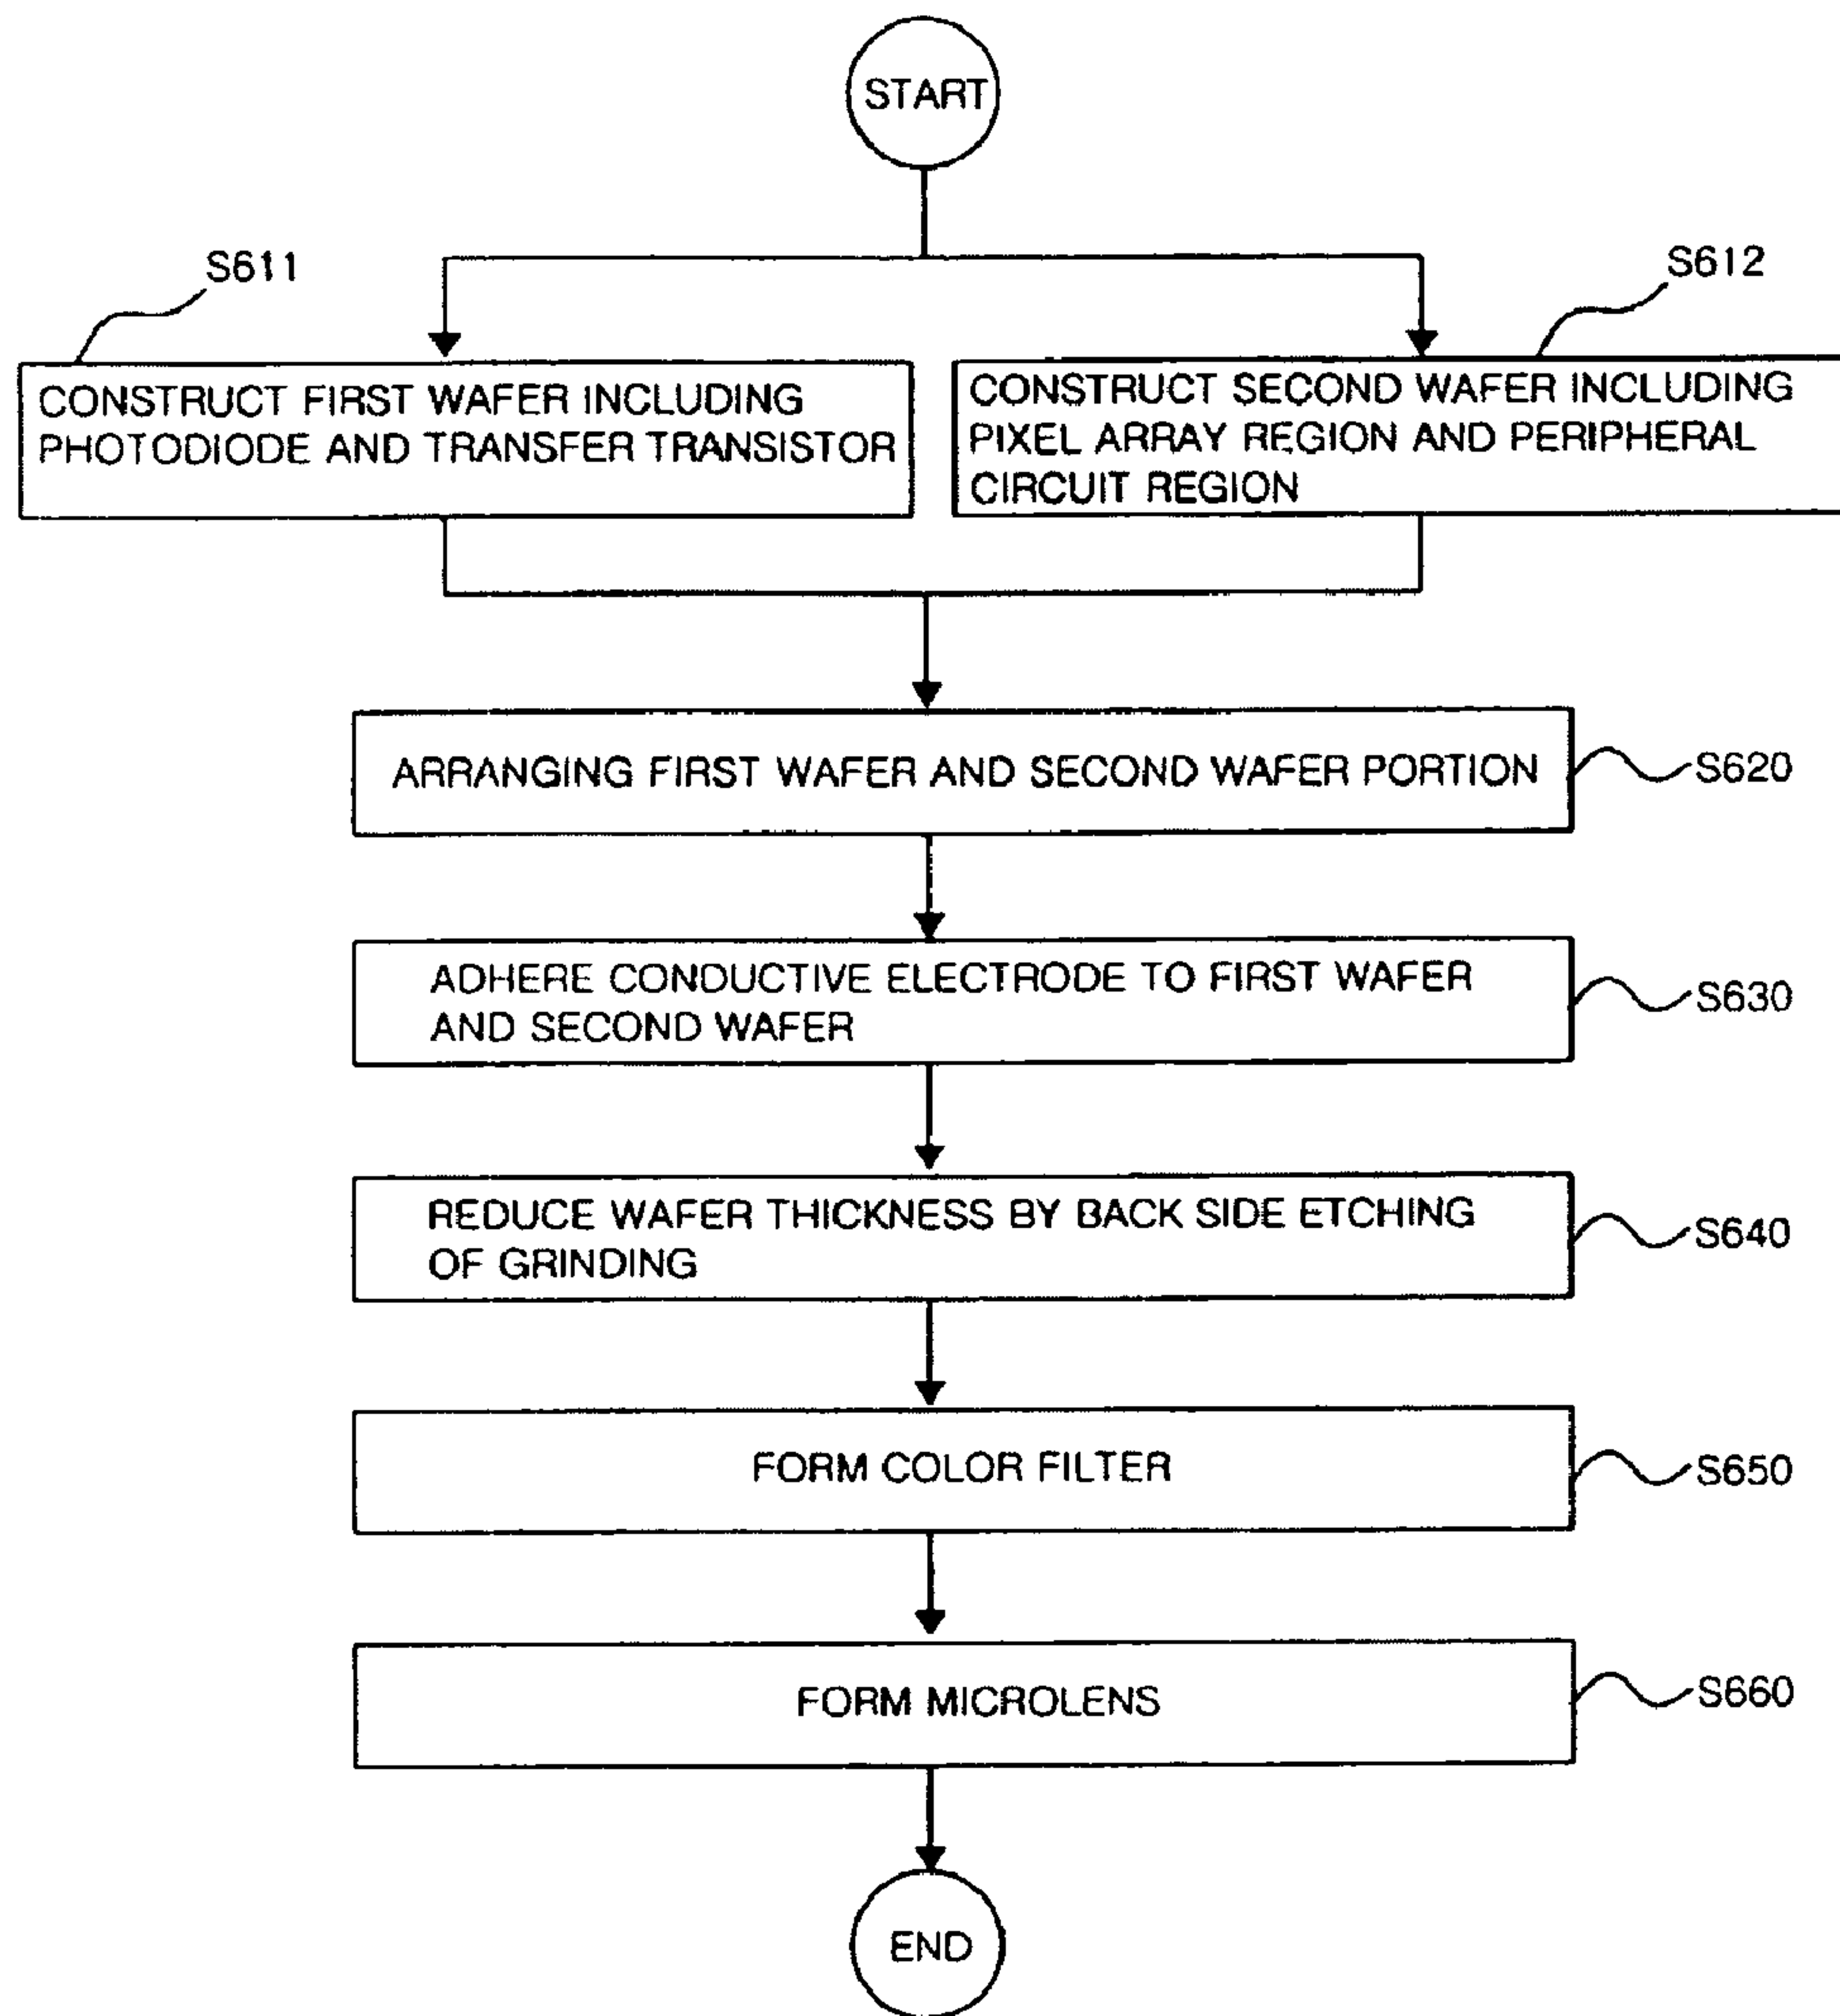 START
S611
S612
CONSTRUCT FIRST WAFER INCLUDING
PHOTODIODE AND TRANSFER TRANSISTOR
CONSTRUCT SECOND WAFER INCLUDING
PIXEL ARRAY REGION AND PERIPHERAL
CIRCUIT REGION
ARRANGING FIRST WAFER AND SECOND WAFER PORTION
S620
ADHERE CONDUCTIVE ELECTRODE TO FIRST WAFER
AND SECOND WAFER
S630
REDUCE WAFER THICKNESS BY BACK SIDE ETCHING
OF GRINDING
S640
FORM COLOR FILTER
S650
FORM MICROLENS
S660
END